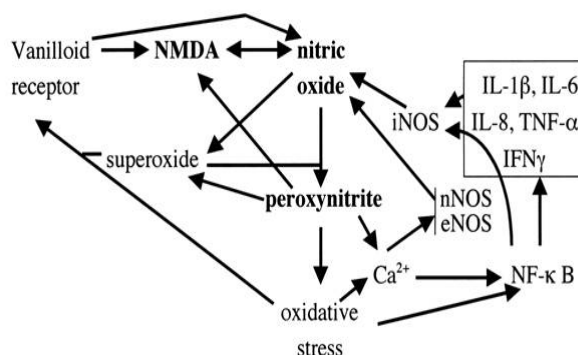 Vanilloid
receptor
NMDA
nitric
oxide
iNOS
IL-1β, IL-6
IL-8, TNF-α
IFNγ
superoxide
peroxynitrite
nNOS
eNOS
Ca²⁺
NF-κ B
oxidative
stress